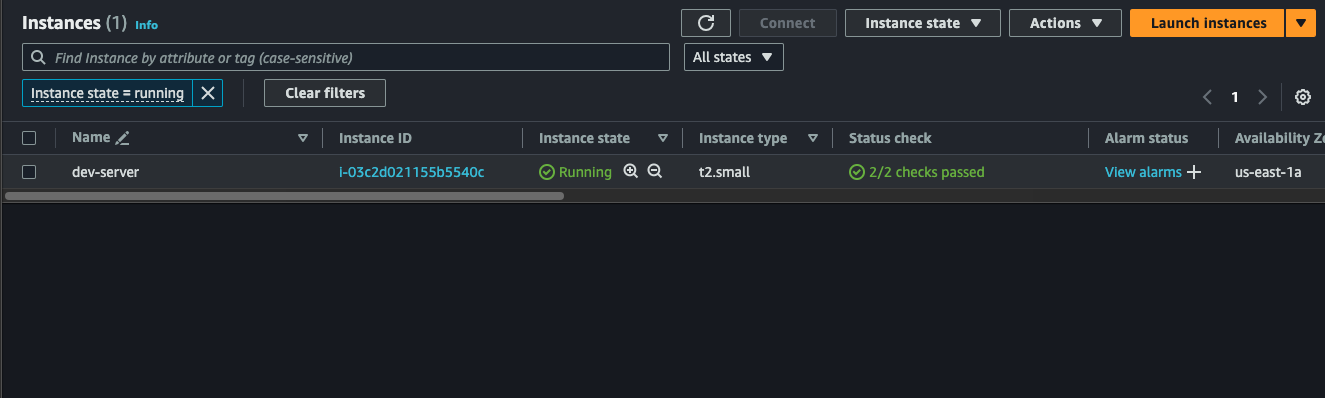 Instances (1) Info
Connect
Instance state
Actions
Launch instances
Find Instance by attribute or tag (case-sensitive)
All states
Instance state = running
Clear filters
1
Name Instance ID Instance state Instance type Status check Alarm status Availability Zo
dev-server i-03c2d021155b5540c Running t2.small 2/2 checks passed View alarms us-east-1a